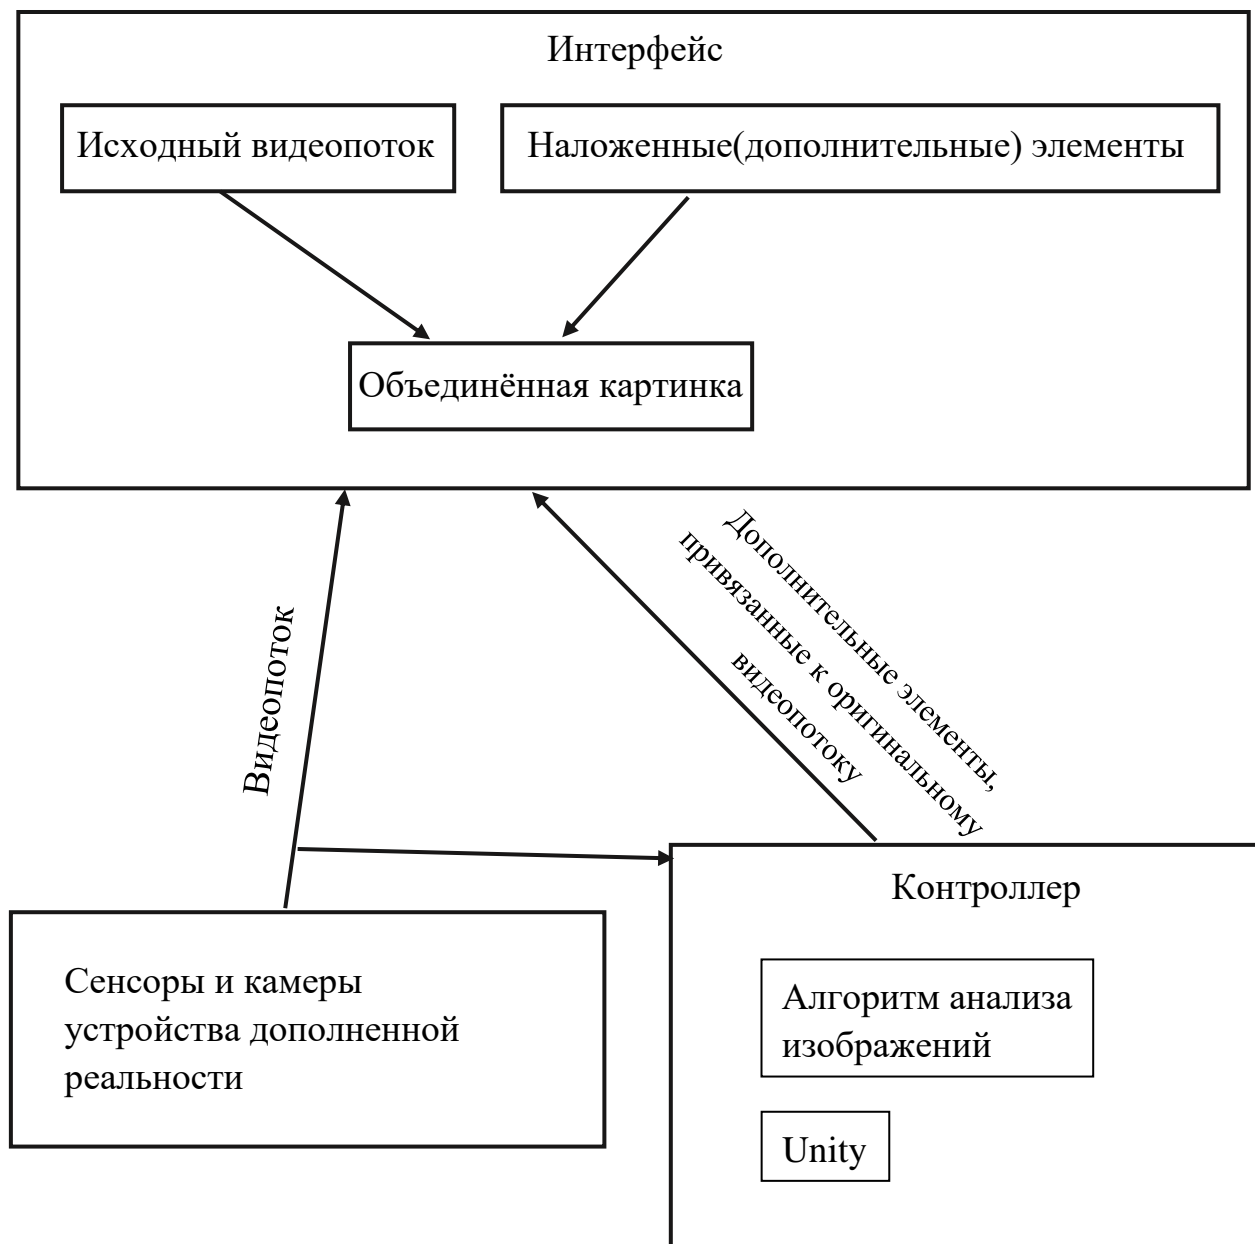 Интерфейс
Исходный видеопоток
Наложенные(дополнительные) элементы
Объединённая картинка
Видеопоток
Дополнительные элементы,
привязанные к оригинальному
видеопотоку
Сенсоры и камеры
устройства дополненной
реальности
Контроллер
Алгоритм анализа
изображений
Unity